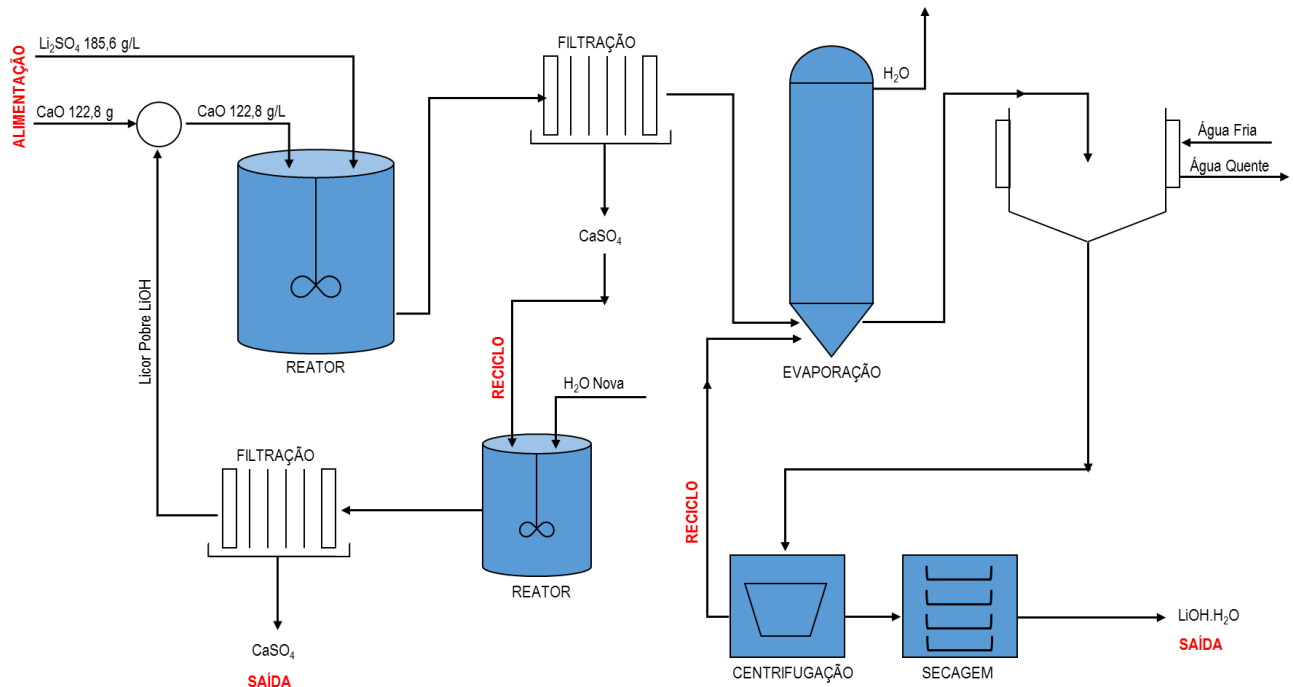 ALIMENTAÇÃO
Li₂SO₄ 185,6 g/L
CaO 122,8 g
CaO 122,8 g/L
REATOR
FILTRAÇÃO
CaSO₄
RECICLO
H₂O Nova
REATOR
Licor Pobre LiOH
FILTRAÇÃO
CaSO₄
SAÍDA
H₂O
EVAPORAÇÃO
Água Fria
Água Quente
RECICLO
CENTRIFUGAÇÃO
SECAGEM
LiOH.H₂O
SAÍDA